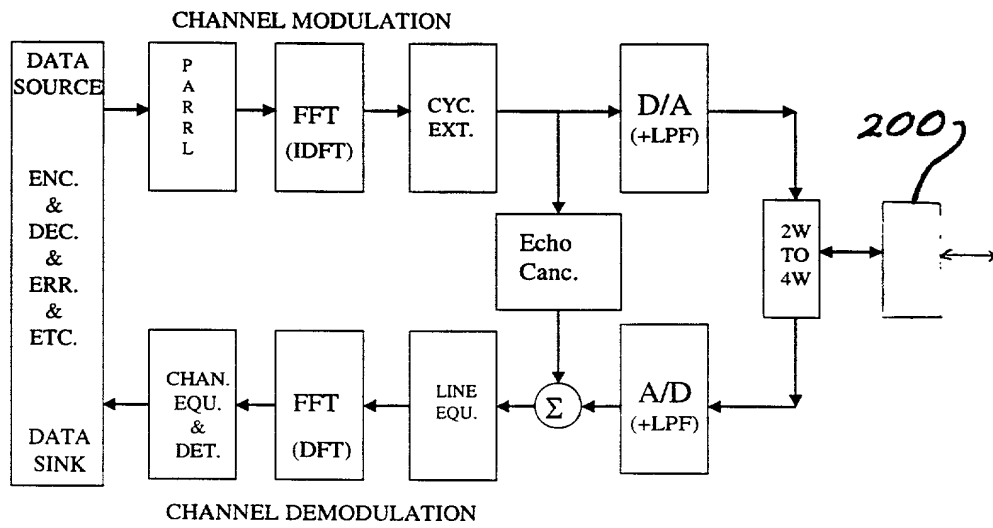 CHANNEL MODULATION
DATA
SOURCE
ENC.
&
DEC.
&
ERR.
&
ETC.
DATA
SINK
P
A
R
R
L
FFT
(IDFT)
CYC.
EXT.
D/A
(+LPF)
200
2W
TO
4W
Echo
Canc.
CHAN.
EQU.
&
DET.
FFT
(DFT)
LINE
EQU.
Σ
A/D
(+LPF)
CHANNEL DEMODULATION